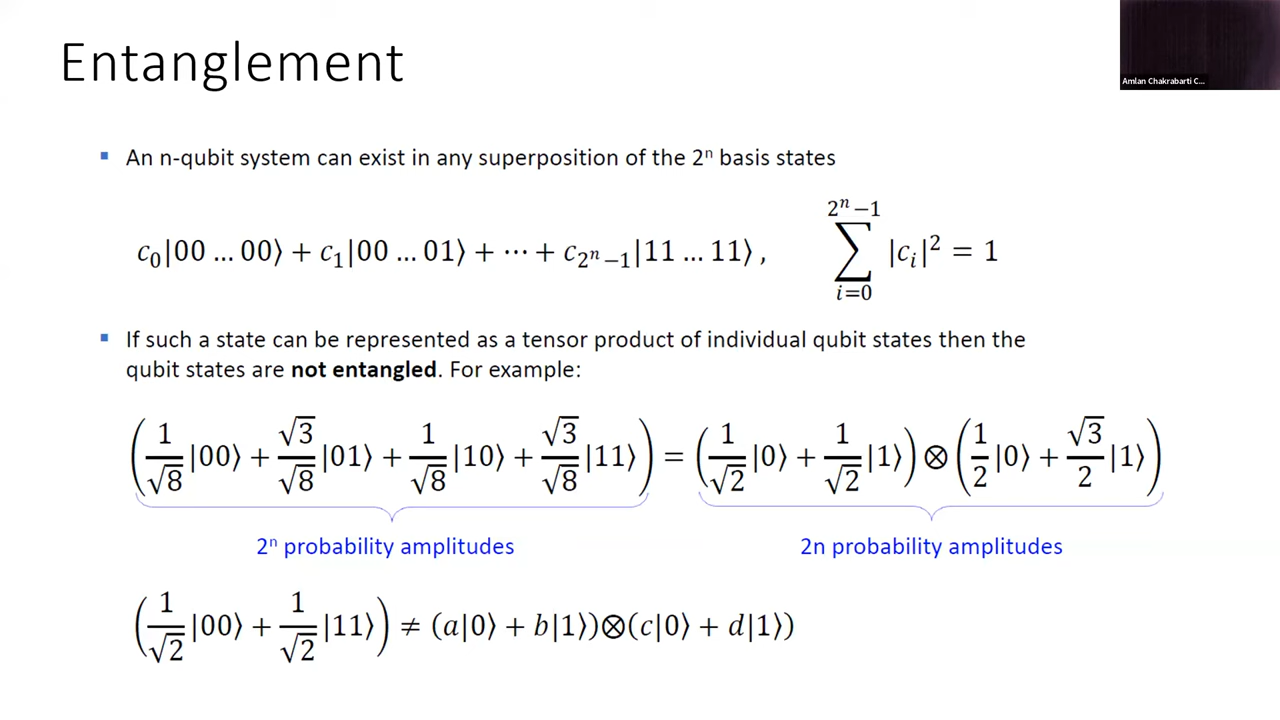 Entanglement
Amlan Chakrabarti C...
▪ An n-qubit system can exist in any superposition of the 2ⁿ basis states
c₀|00 … 00⟩ + c₁|00 … 01⟩ + ⋯ + c_{2ⁿ−1}|11 … 11⟩ ,   ∑_{i=0}^{2ⁿ−1} |cᵢ|² = 1
▪ If such a state can be represented as a tensor product of individual qubit states then the
qubit states are not entangled. For example:
(1/√8 |00⟩ + √3/√8 |01⟩ + 1/√8 |10⟩ + √3/√8 |11⟩) = (1/√2 |0⟩ + 1/√2 |1⟩) ⊗ (1/2 |0⟩ + √3/2 |1⟩)
2ⁿ probability amplitudes   2n probability amplitudes
(1/√2 |00⟩ + 1/√2 |11⟩) ≠ (a|0⟩ + b|1⟩)⊗(c|0⟩ + d|1⟩)